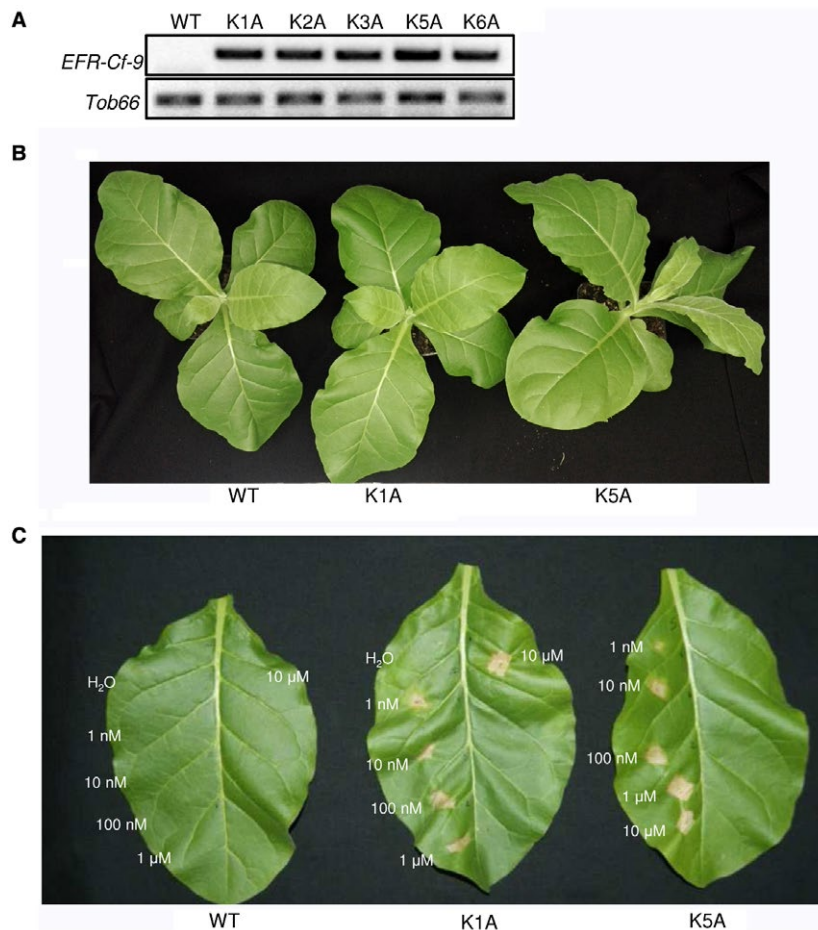 A
WT K1A K2A K3A K5A K6A
EFR-Cf-9
Tob66
B
WT K1A K5A
C
H₂O 10 µM
1 nM
10 nM
100 nM
1 µM
H₂O 10 µM
1 nM
10 nM
100 nM
1 µM
1 nM
10 nM
100 nM
1 µM
10 µM
WT K1A K5A